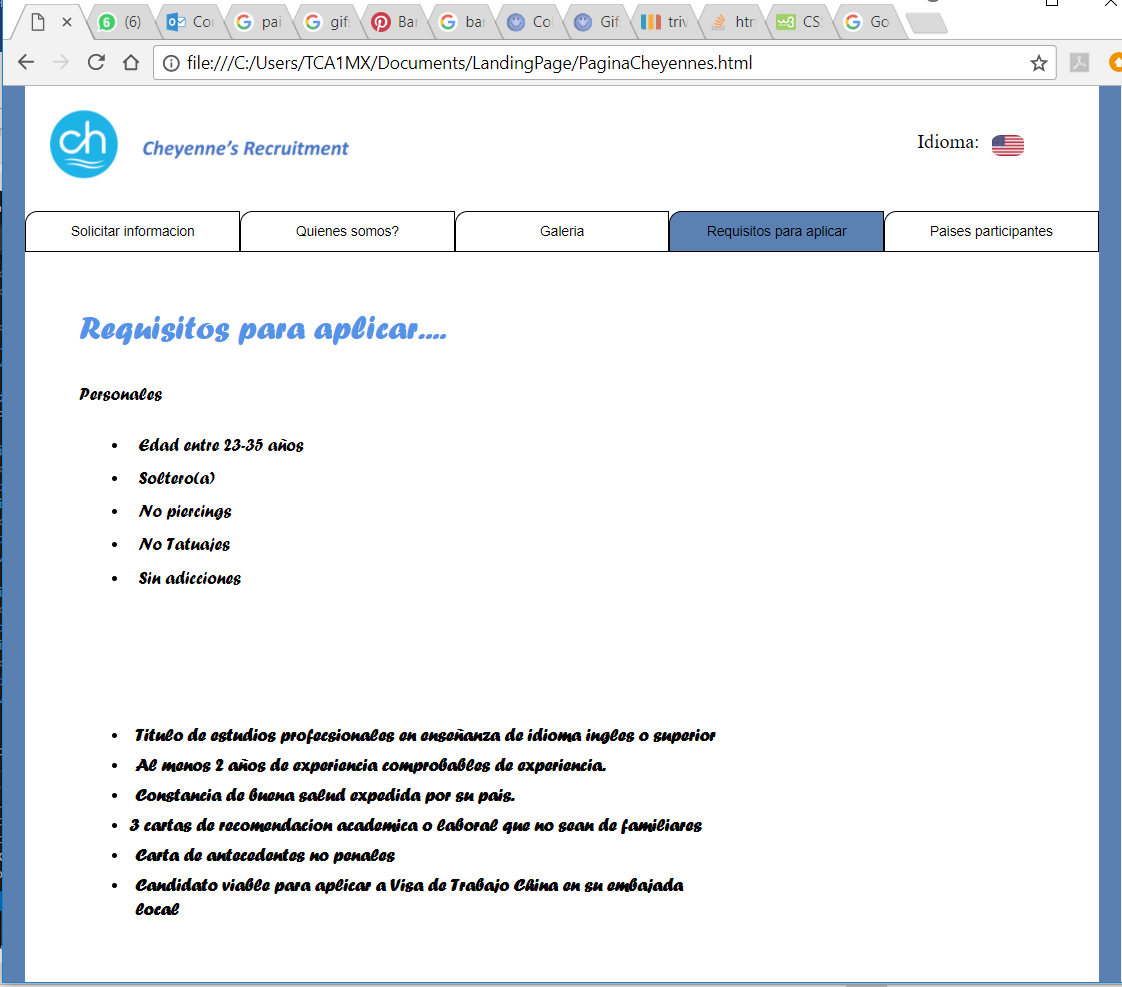 6 (6) Co pai gif Ba ba Co Gif triv htr w3 CS Go
file:///C:/Users/TCA1MX/Documents/LandingPage/PaginaCheyennes.html
ch Cheyenne's Recruitment Idioma:
Solicitar informacion Quienes somos? Galeria Requisitos para aplicar Paises participantes
Requisitos para aplicar....
Personales
• Edad entre 23-35 años
• Soltero(a)
• No piercings
• No Tatuajes
• Sin adicciones
• Titulo de estudios profecsionales en enseñanza de idioma ingles o superior
• Al menos 2 años de experiencia comprobables de experiencia.
• Constancia de buena salud expedida por su pais.
• 3 cartas de recomendacion academica o laboral que no sean de familiares
• Carta de antecedentes no penales
• Candidato viable para aplicar a Visa de Trabajo China en su embajada
local